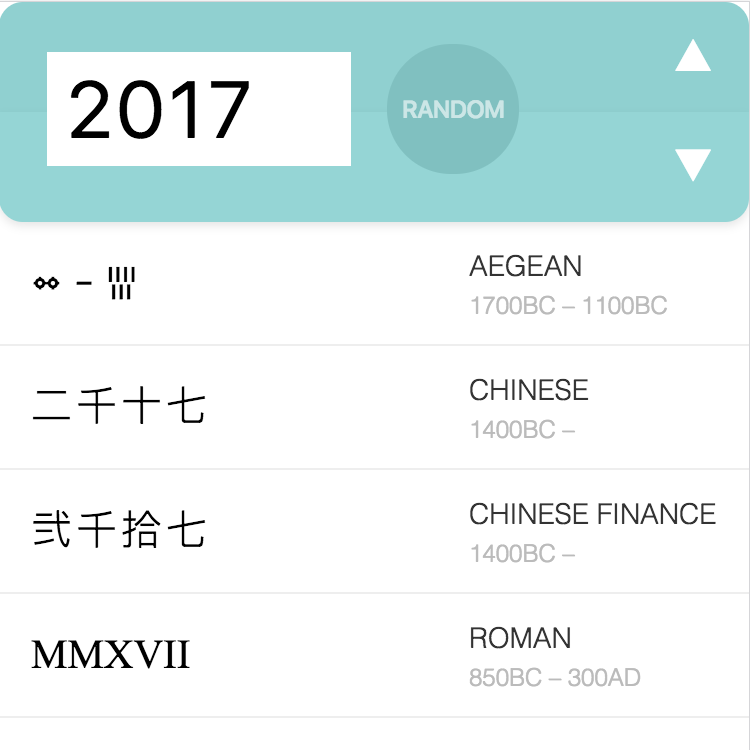 2017
RANDOM
▲
▼
𐄣 𐄐 𐄍
AEGEAN
1700BC – 1100BC
二千十七
CHINESE
1400BC –
弐千拾七
CHINESE FINANCE
1400BC –
MMXVII
ROMAN
850BC – 300AD